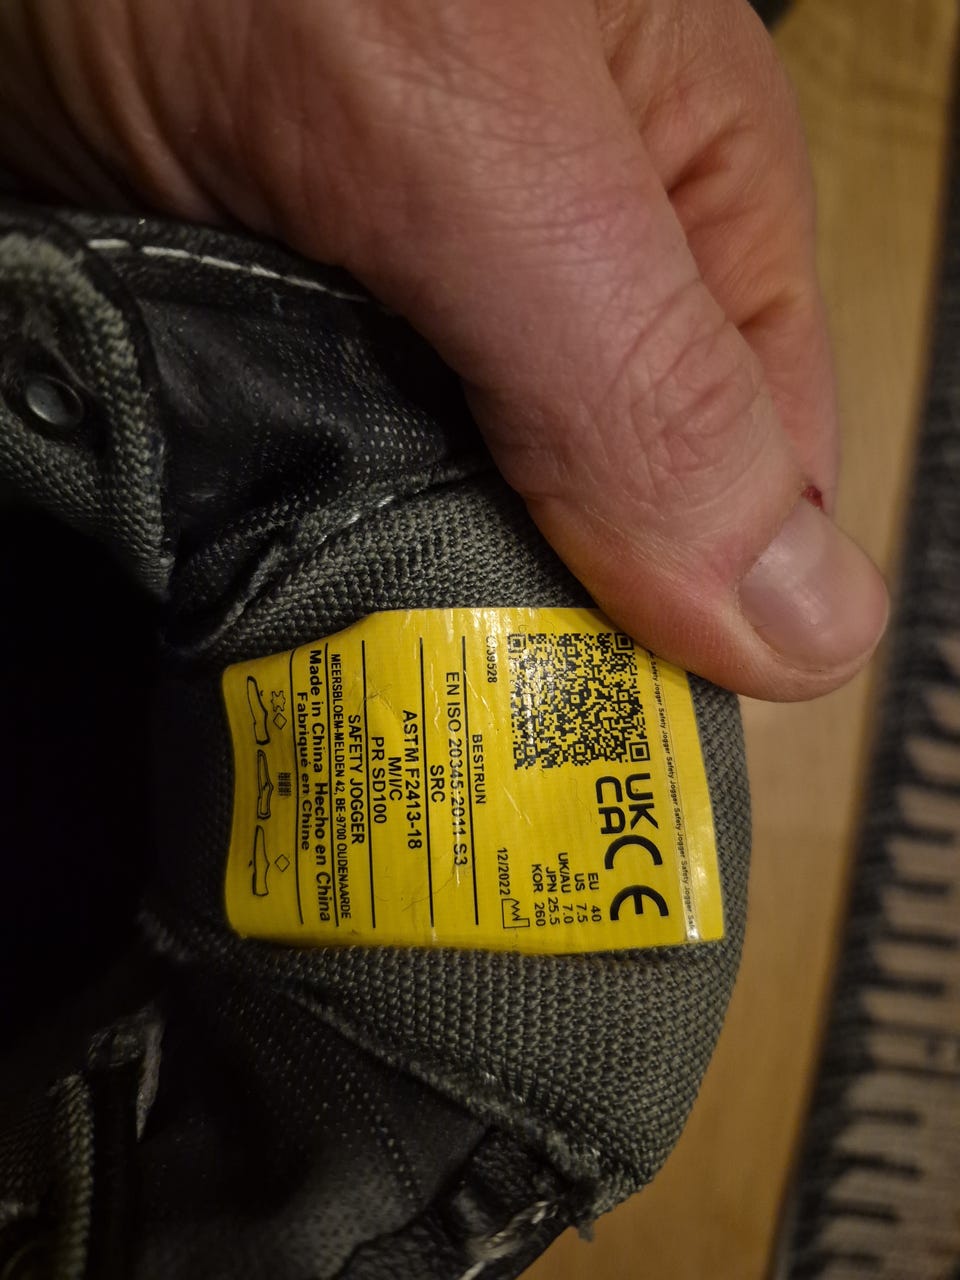 Safety Jogger Safety Jogger Safety Jogger Safety Jogger Safety Jogger
UK
CA
CE
EU 40
US 7.5
UK/AU 7.0
JPN 25.5
KOR 260
12/2022
BESTRUN
EN ISO 20345:2011 S3
SRC
ASTM F2413-18
M/I/C
PR SD100
SAFETY JOGGER
MEERSBLOEM-MELDEN 42, BE-9700 OUDENAARDE
Made in China Hecho en China
Fabriqué en Chine